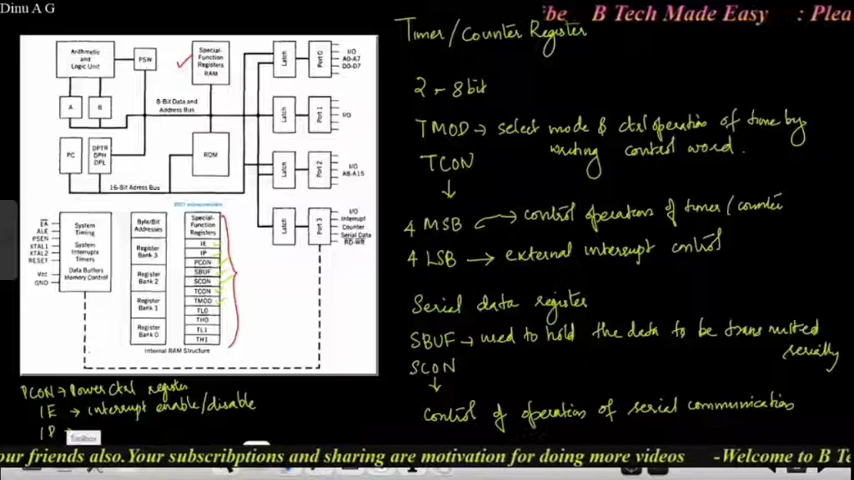 Dinu A G
be B Tech Made Easy : Plea
Arithmetic
and
Logic Unit
PSW
Special-
Function
Registers
RAM
A
B
8-Bit Data and
Address Bus
PC
DPTR
DPH
DPL
ROM
16-Bit Adress Bus
Latch
Port 0
I/O
A0-A7
D0-D7
Latch
Port 1
I/O
Latch
Port 2
I/O
A8-A15
Latch
Port 3
I/O
Interrupt
Counter
Serial Data
RD-WR
EA
ALE
PSEN
XTAL1
XTAL2
RESET
Vcc
GND
System
Timing
System
Interrupts
Timers
Data Buffers
Memory Control
Byte/Bit
Addresses
Register
Bank 3
Register
Bank 2
Register
Bank 1
Register
Bank 0
Special-
Function
Registers
IE
IP
PCON
SBUF
SCON
TCON
TMOD
TL0
TH0
TL1
TH1
Internal RAM Structure
PCON → Power Ctrl register
IE → interrupt enable/disable
IP →
Toolbox
Timer/Counter Register
2 - 8 bit
TMOD → select mode & ctrl operation of time by
writing control word.
TCON
↓
4 MSB → control operations of timer/counter
4 LSB → external interrupt control
Serial data register
SBUF → used to hold the data to be transmitted
serially
SCON
↓
control of operation of serial communication
our friends also.Your subscribptions and sharing are motivation for doing more videos -Welcome to B Te